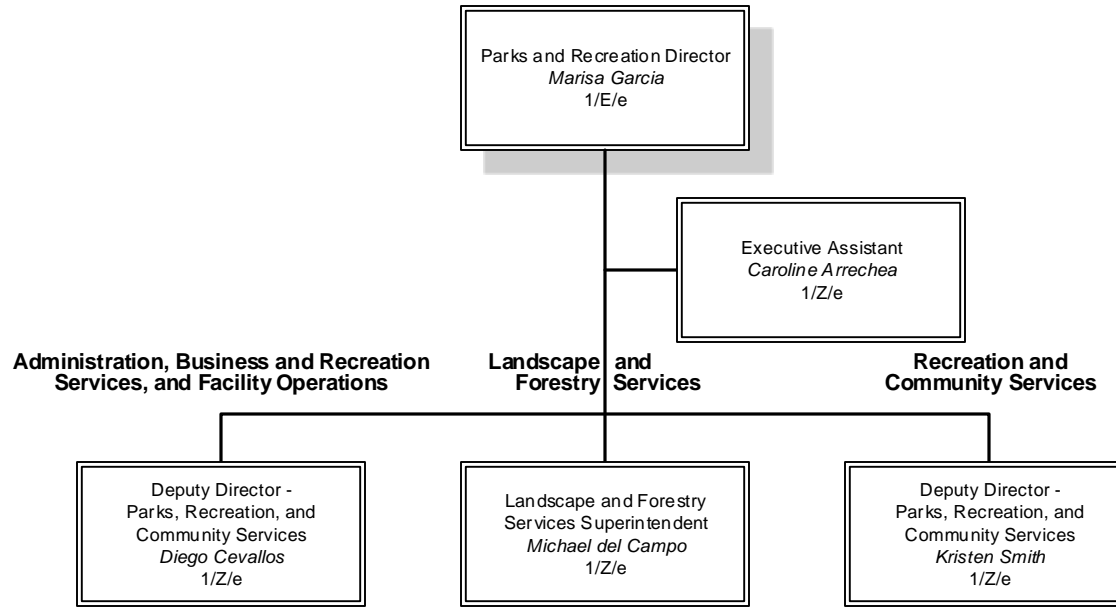 Parks and Recreation Director
Marisa Garcia
1/E/e
Executive Assistant
Caroline Arrechea
1/Z/e
Administration, Business and Recreation
Services, and Facility Operations
Landscape and
Forestry Services
Recreation and
Community Services
Deputy Director -
Parks, Recreation, and
Community Services
Diego Cevallos
1/Z/e
Landscape and Forestry
Services Superintendent
Michael del Campo
1/Z/e
Deputy Director -
Parks, Recreation, and
Community Services
Kristen Smith
1/Z/e